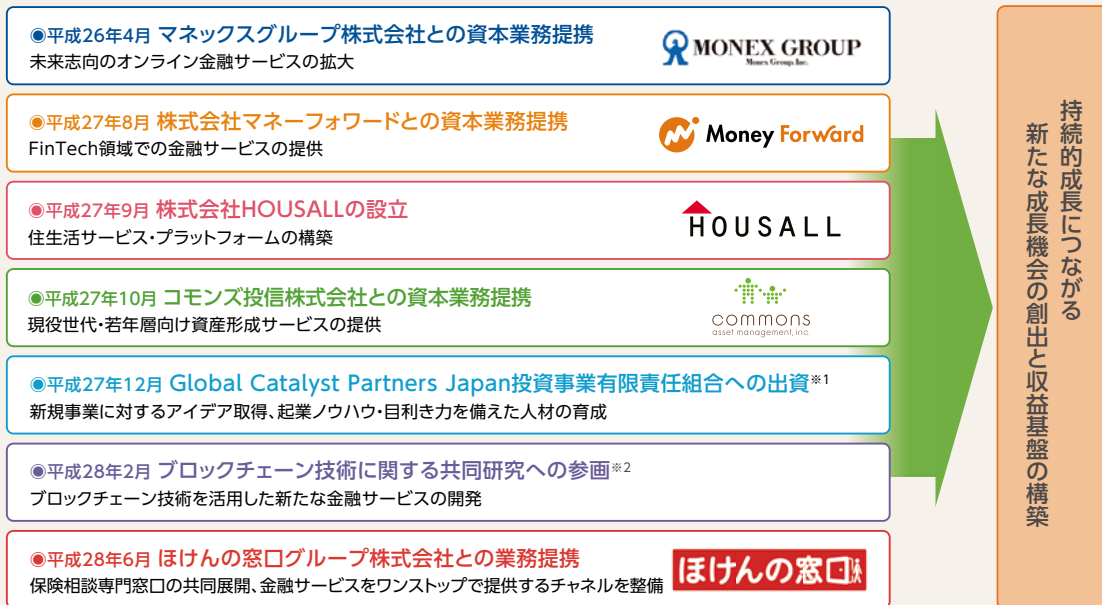 ◉平成26年4月 マネックスグループ株式会社との資本業務提携
未来志向のオンライン金融サービスの拡大
MONEX GROUP
Monex Group, Inc.
◉平成27年8月 株式会社マネーフォワードとの資本業務提携
FinTech領域での金融サービスの提供
Money Forward
◉平成27年9月 株式会社HOUSALLの設立
住生活サービス・プラットフォームの構築
HOUSALL
◉平成27年10月 コモンズ投信株式会社との資本業務提携
現役世代・若年層向け資産形成サービスの提供
commons
asset management, inc.
◉平成27年12月 Global Catalyst Partners Japan投資事業有限責任組合への出資※1
新規事業に対するアイデア取得、起業ノウハウ・目利き力を備えた人材の育成
◉平成28年2月 ブロックチェーン技術に関する共同研究への参画※2
ブロックチェーン技術を活用した新たな金融サービスの開発
◉平成28年6月 ほけんの窓口グループ株式会社との業務提携
保険相談専門窓口の共同展開、金融サービスをワンストップで提供するチャネルを整備
ほけんの窓口
持続的成長につながる
新たな成長機会の創出と収益基盤の構築